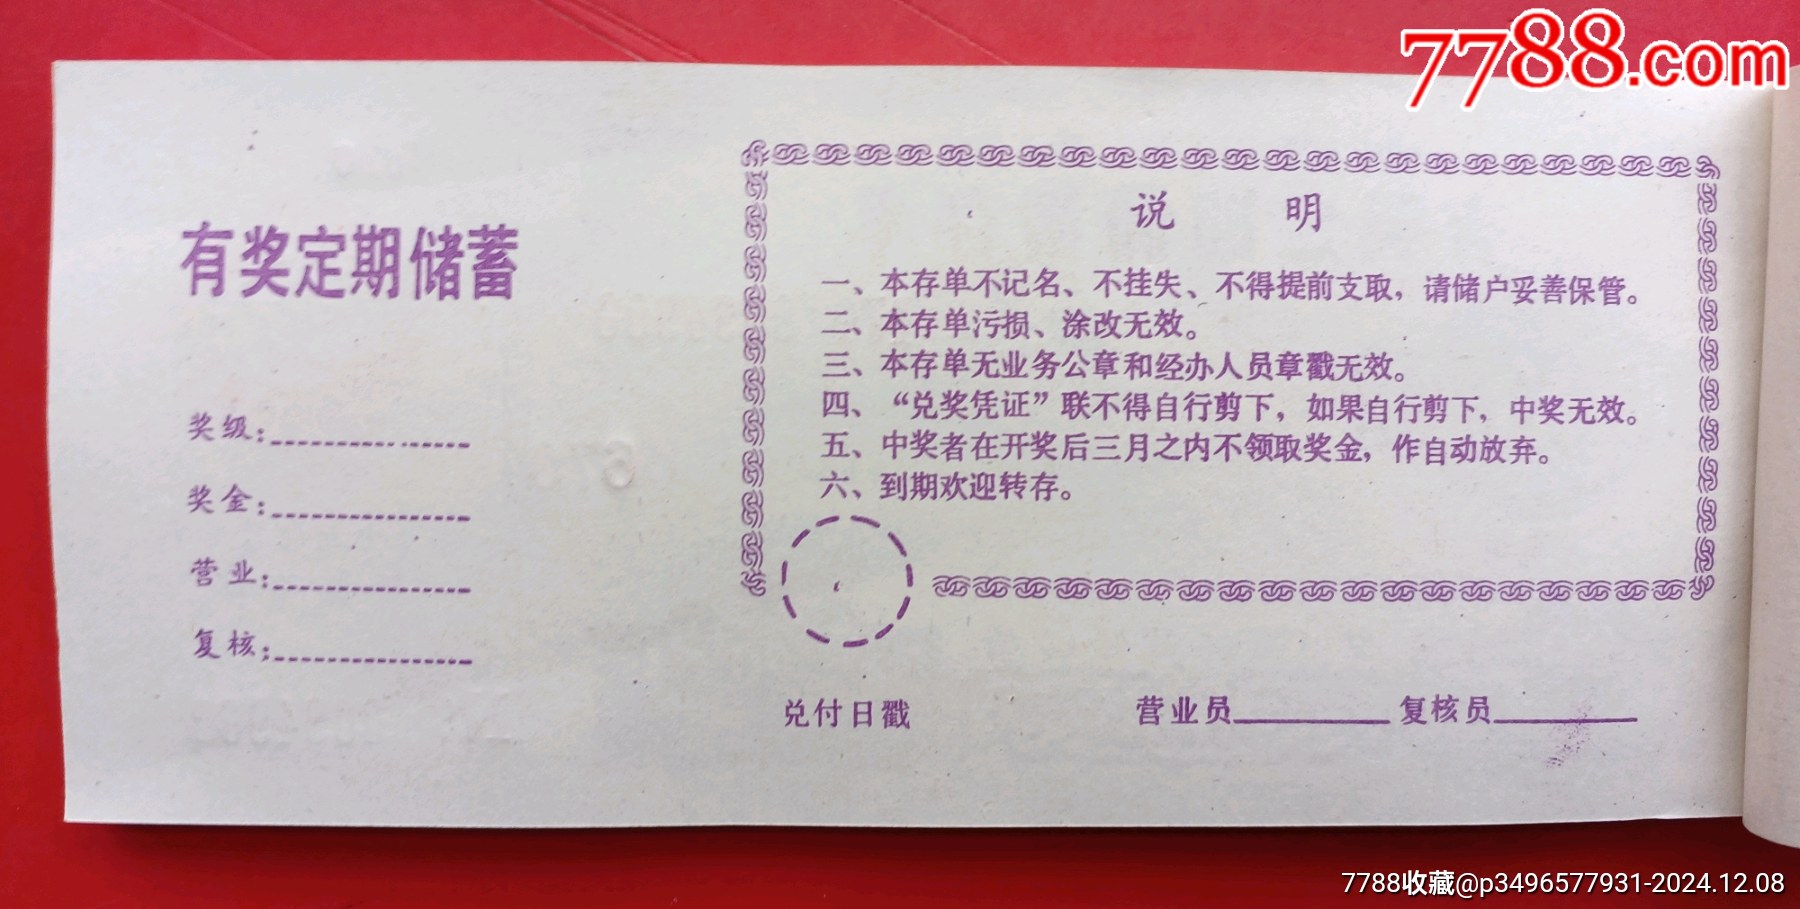 7788.com
有奖定期储蓄
奖级:
奖金:
营业:
复核:
说 明
一、本存单不记名、不挂失、不得提前支取，请储户妥善保管。
二、本存单污损、涂改无效。
三、本存单无业务公章和经办人员章戳无效。
四、“兑奖凭证”联不得自行剪下，如果自行剪下，中奖无效。
五、中奖者在开奖后三月之内不领取奖金，作自动放弃。
六、到期欢迎转存。
兑付日戳
营业员 复核员
7788收藏@p3496577931-2024.12.08